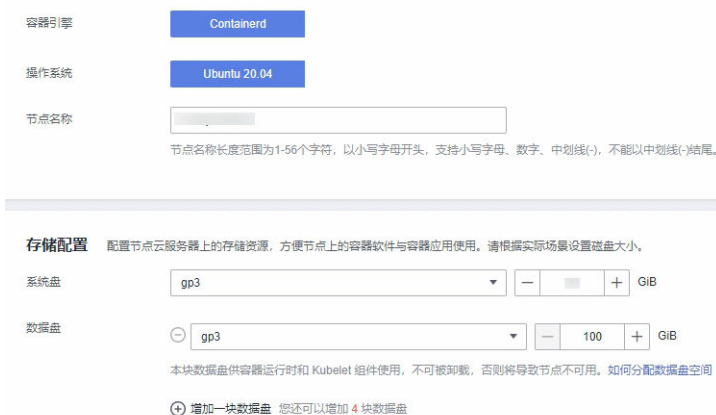 容器引擎 Containerd
操作系统 Ubuntu 20.04
节点名称
节点名称长度范围为1-56个字符，以小写字母开头，支持小写字母、数字、中划线(-)，不能以中划线(-)结尾。
存储配置 配置节点云服务器上的存储资源，方便节点上的容器软件与容器应用使用。请根据实际场景设置磁盘大小。
系统盘 gp3 GiB
数据盘 gp3 100 GiB
本块数据盘供容器运行时和 Kubelet 组件使用，不可被卸载，否则将导致节点不可用。如何分配数据盘空间
增加一块数据盘 您还可以增加 4 块数据盘